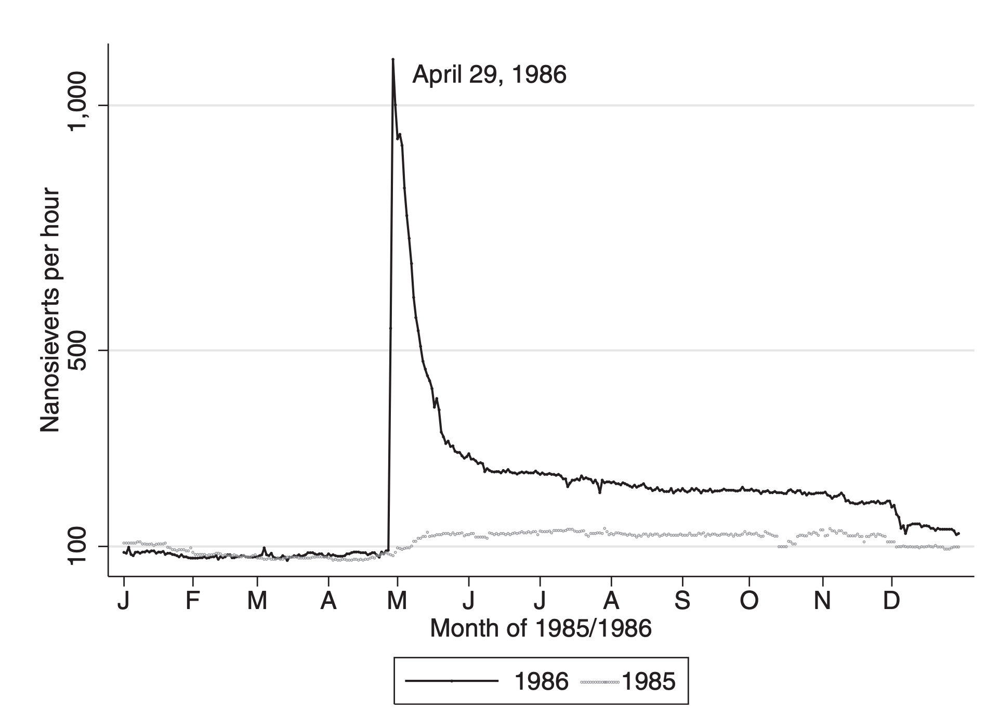 April 29, 1986
1,000
500
100
Nanosieverts per hour
J F M A M J J A S O N D
Month of 1985/1986
1986 1985